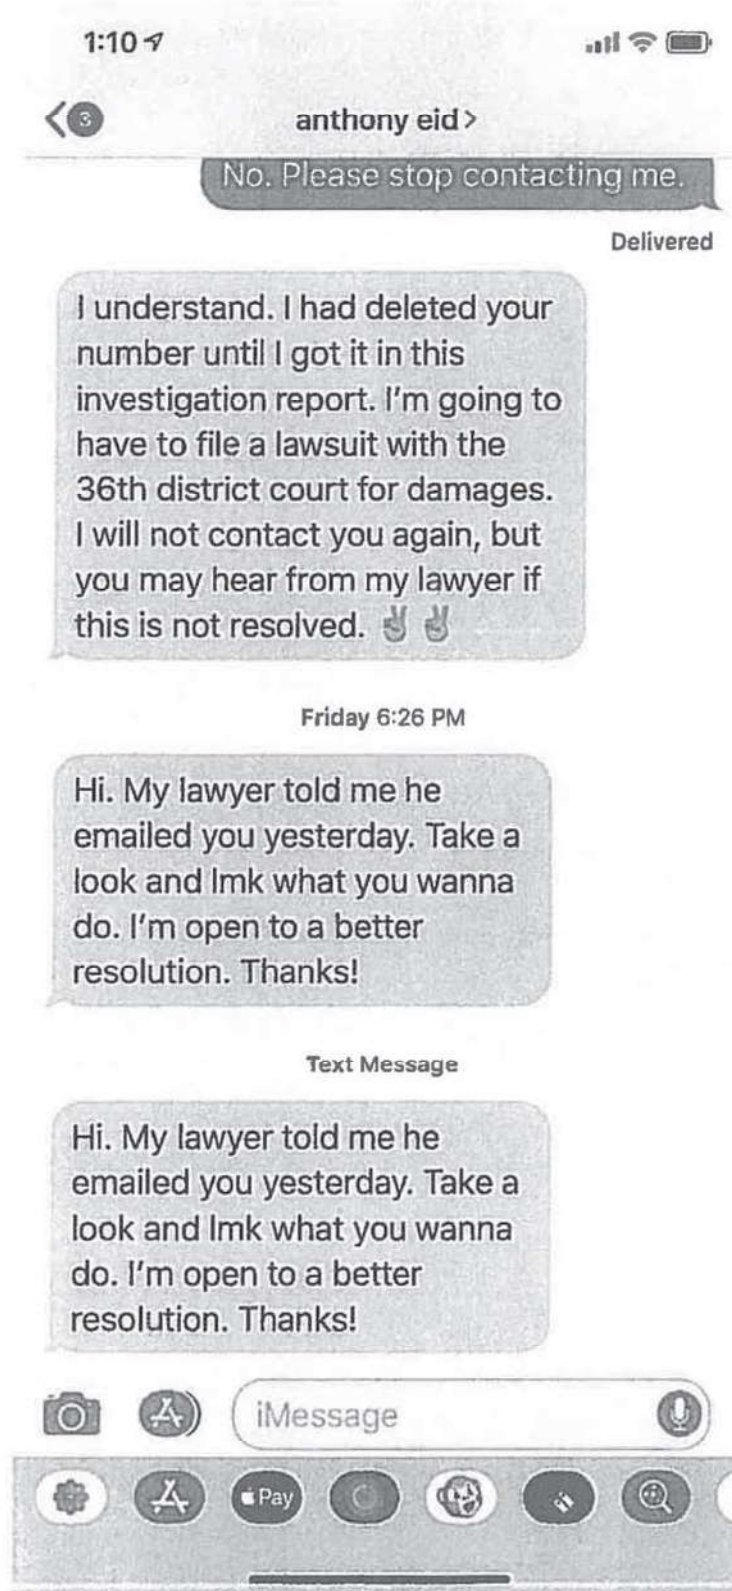 1:10
3
anthony eid >
No. Please stop contacting me.
Delivered
I understand. I had deleted your
number until I got it in this
investigation report. I'm going to
have to file a lawsuit with the
36th district court for damages.
I will not contact you again, but
you may hear from my lawyer if
this is not resolved. ✌️ ✌️
Friday 6:26 PM
Hi. My lawyer told me he
emailed you yesterday. Take a
look and lmk what you wanna
do. I'm open to a better
resolution. Thanks!
Text Message
Hi. My lawyer told me he
emailed you yesterday. Take a
look and lmk what you wanna
do. I'm open to a better
resolution. Thanks!
iMessage
Pay